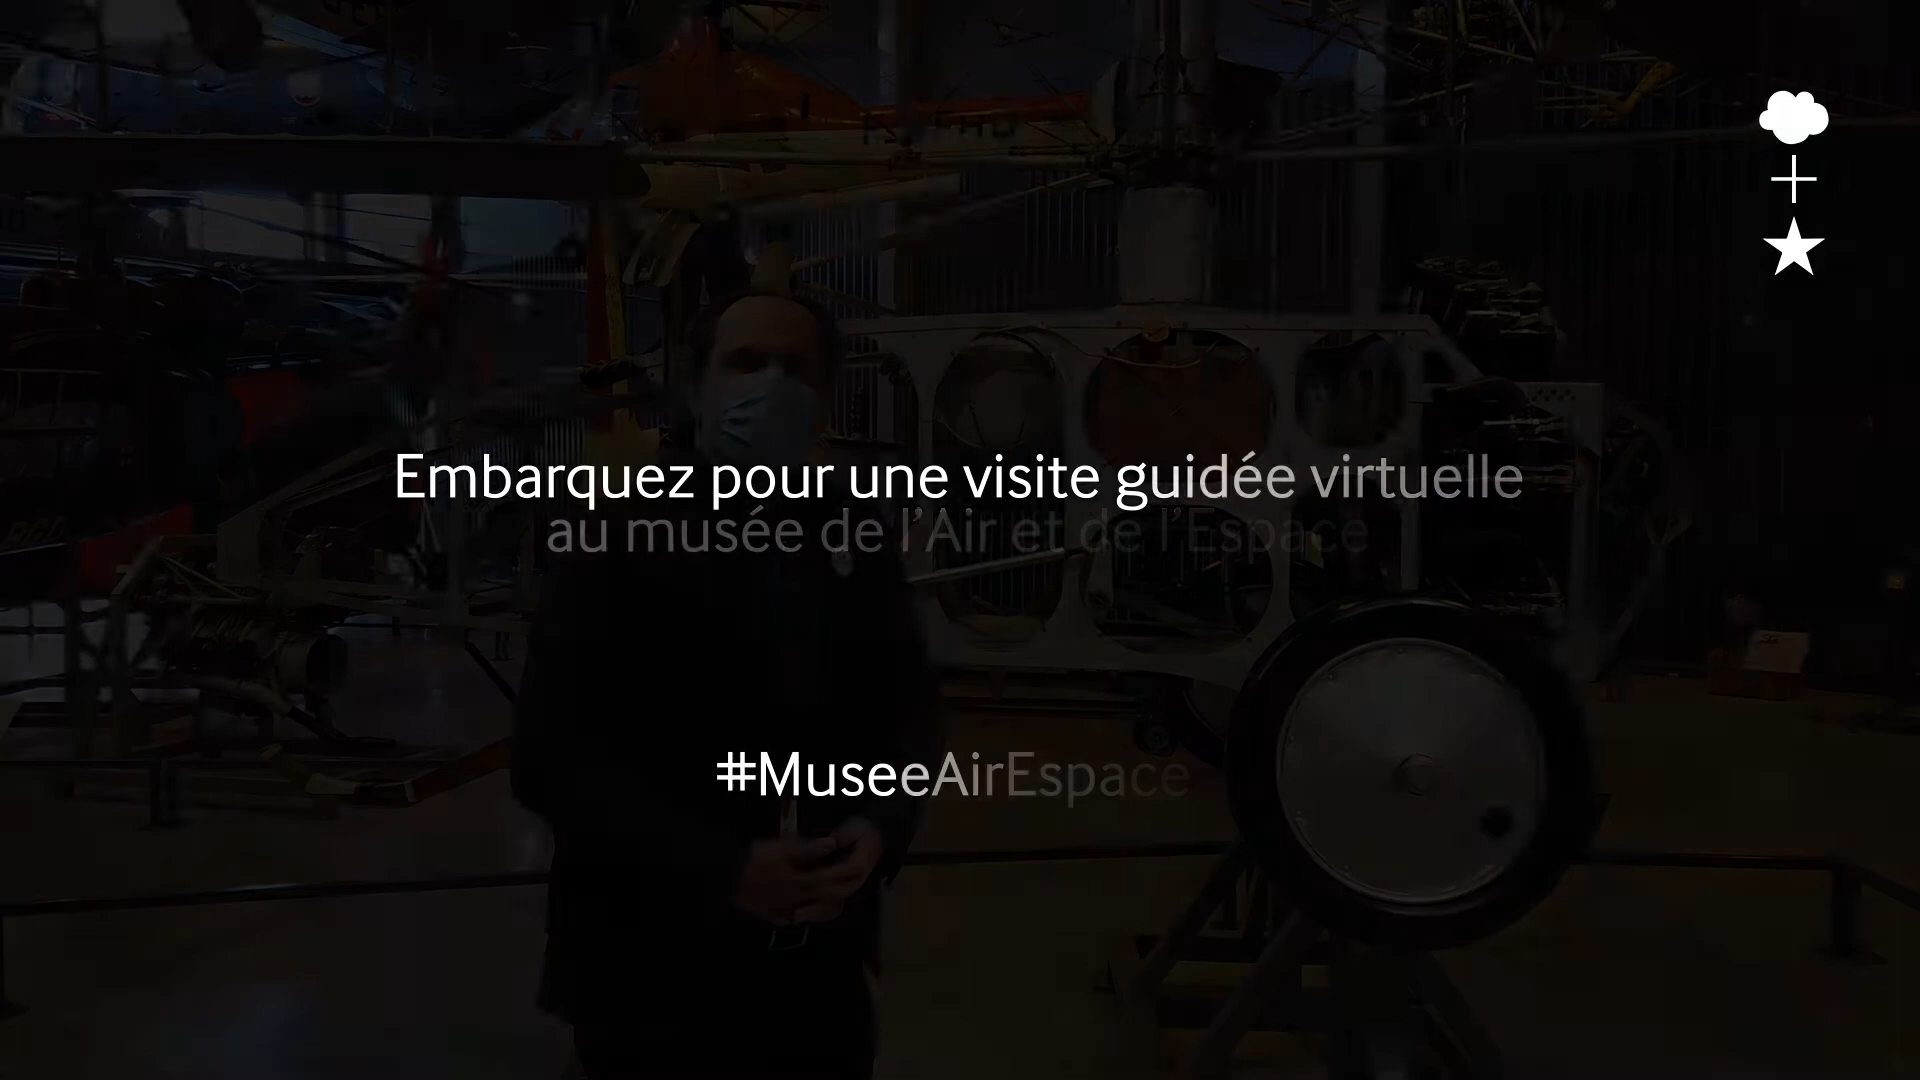 Embarquez pour une visite guidée virtuelle
au musée de l'Air et de l'Espace
#MuseeAirEspace